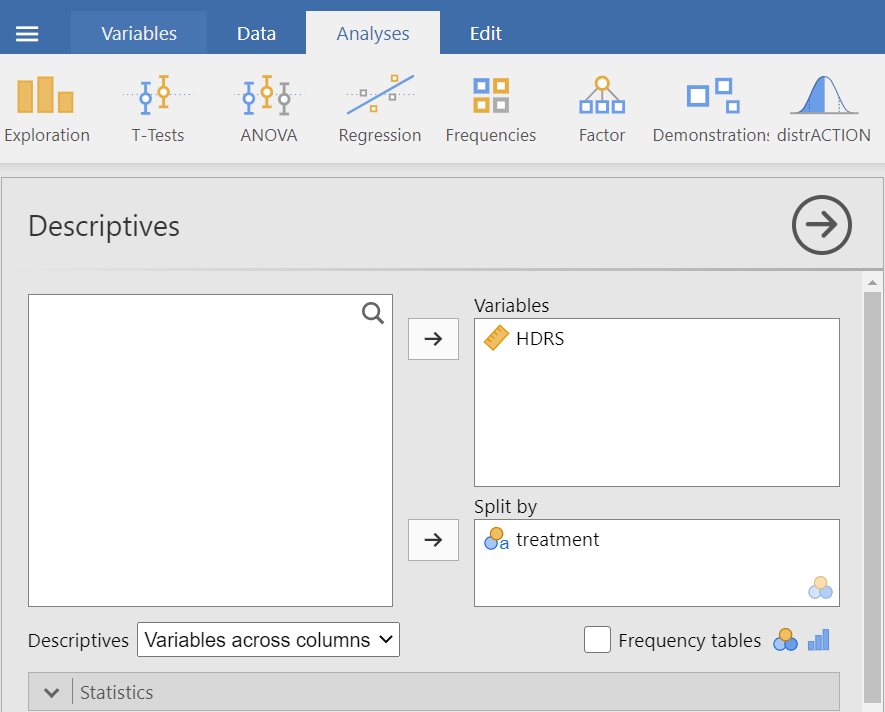 Variables Data Analyses Edit
Exploration T-Tests ANOVA Regression Frequencies Factor Demonstrations distrACTION
Descriptives
Variables
HDRS
Split by
a treatment
Descriptives Variables across columns Frequency tables
Statistics